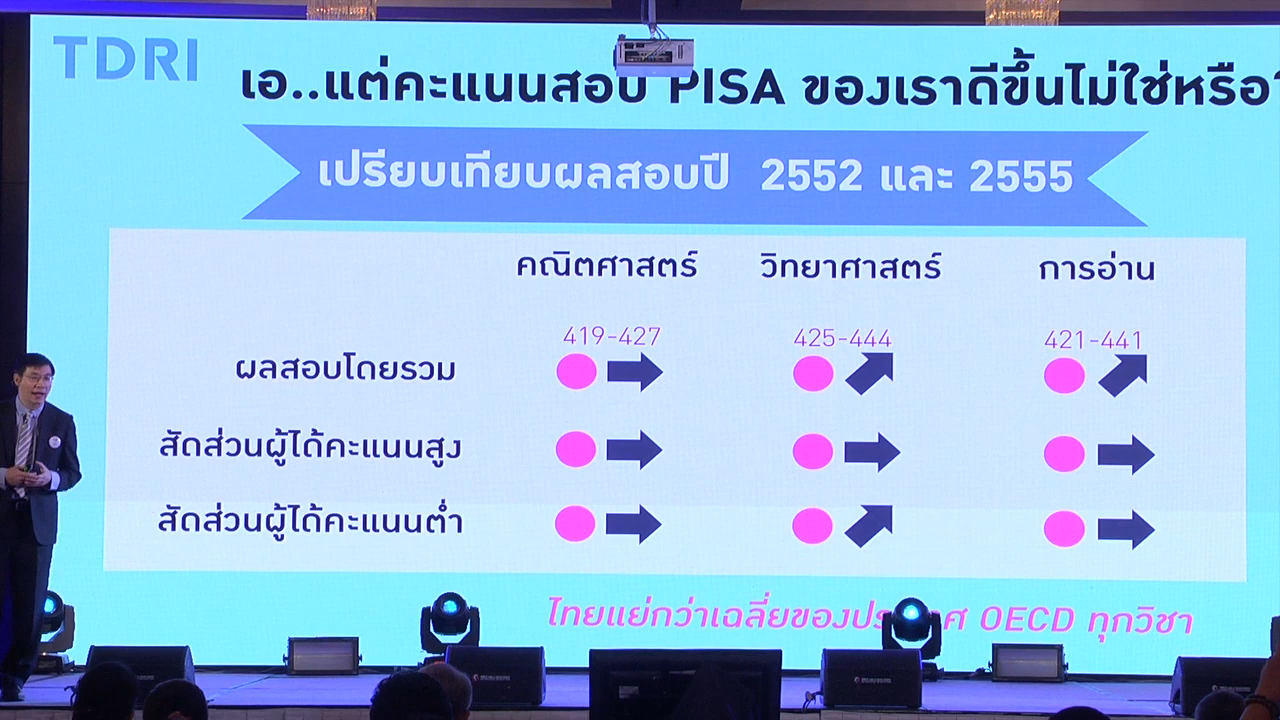 TDRI
เอ..แต่คะแนนสอบ PISA ของเราดีขึ้นไม่ใช่หรือ?
เปรียบเทียบผลสอบปี 2552 และ 2555
คณิตศาสตร์ วิทยาศาสตร์ การอ่าน
419-427 425-444 421-441
ผลสอบโดยรวม
สัดส่วนผู้ได้คะแนนสูง
สัดส่วนผู้ได้คะแนนต่ำ
ไทยแย่กว่าเฉลี่ยของประเทศ OECD ทุกวิชา